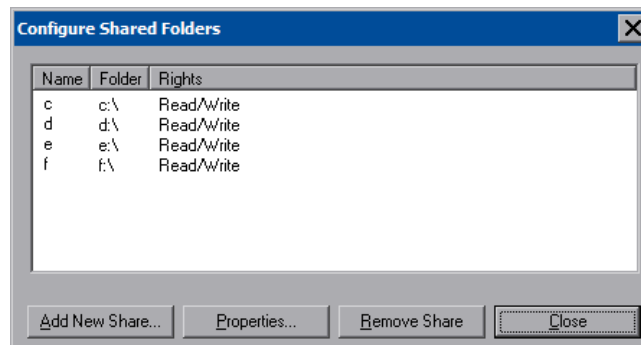 Configure Shared Folders
Name Folder Rights
c c:\ Read/Write
d d:\ Read/Write
e e:\ Read/Write
f f:\ Read/Write
Add New Share... Properties... Remove Share Close